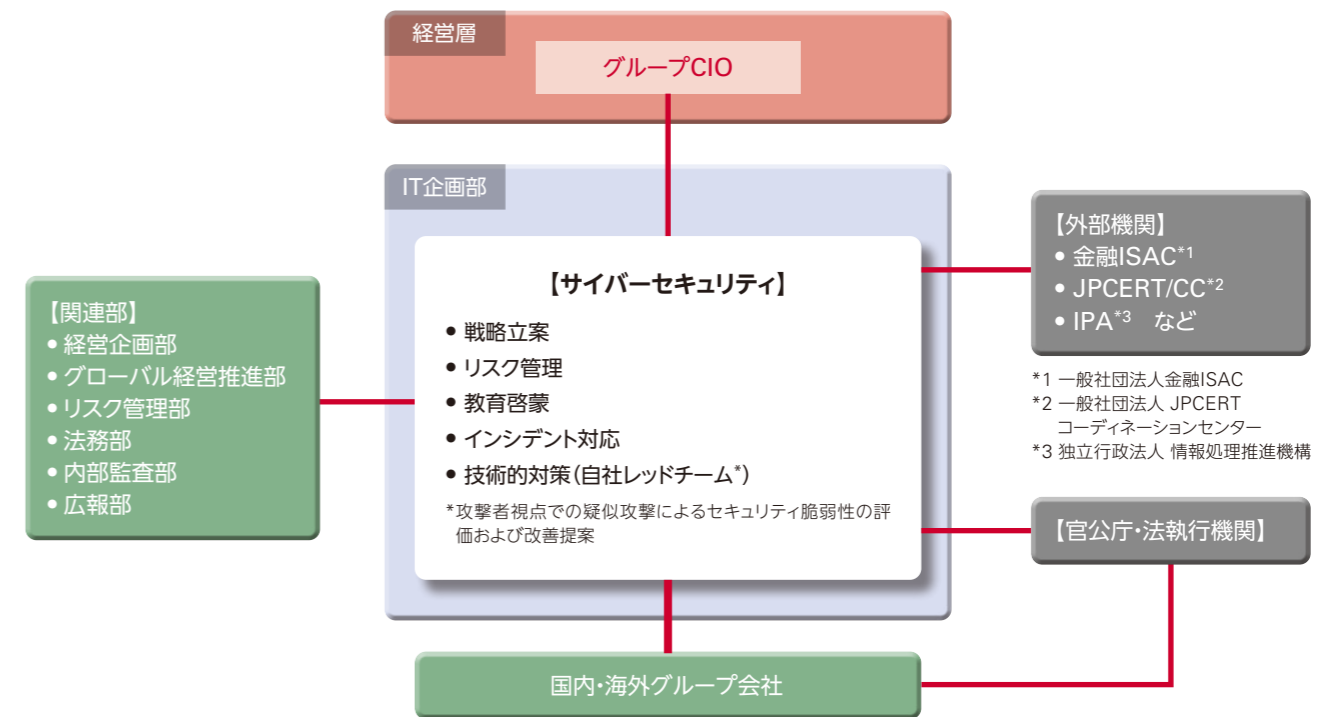 経営層
グループCIO
IT企画部
【サイバーセキュリティ】
• 戦略立案
• リスク管理
• 教育啓蒙
• インシデント対応
• 技術的対策（自社レッドチーム*）
*攻撃者視点での疑似攻撃によるセキュリティ脆弱性の評
価および改善提案
【関連部】
• 経営企画部
• グローバル経営推進部
• リスク管理部
• 法務部
• 内部監査部
• 広報部
【外部機関】
• 金融ISAC*1
• JPCERT/CC*2
• IPA*3 など
*1 一般社団法人金融ISAC
*2 一般社団法人 JPCERT
コーディネーションセンター
*3 独立行政法人 情報処理推進機構
【官公庁・法執行機関】
国内・海外グループ会社